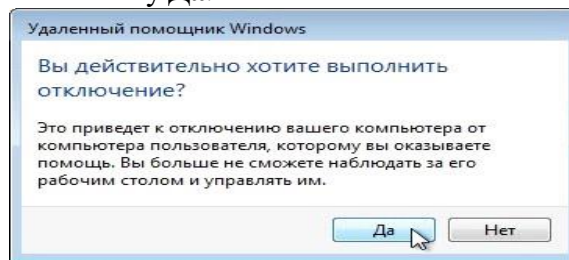 Удаленный помощник Windows
Вы действительно хотите выполнить
отключение?
Это приведет к отключению вашего компьютера от
компьютера пользователя, которому вы оказываете
помощь. Вы больше не сможете наблюдать за его
рабочим столом и управлять им.
Да
Нет